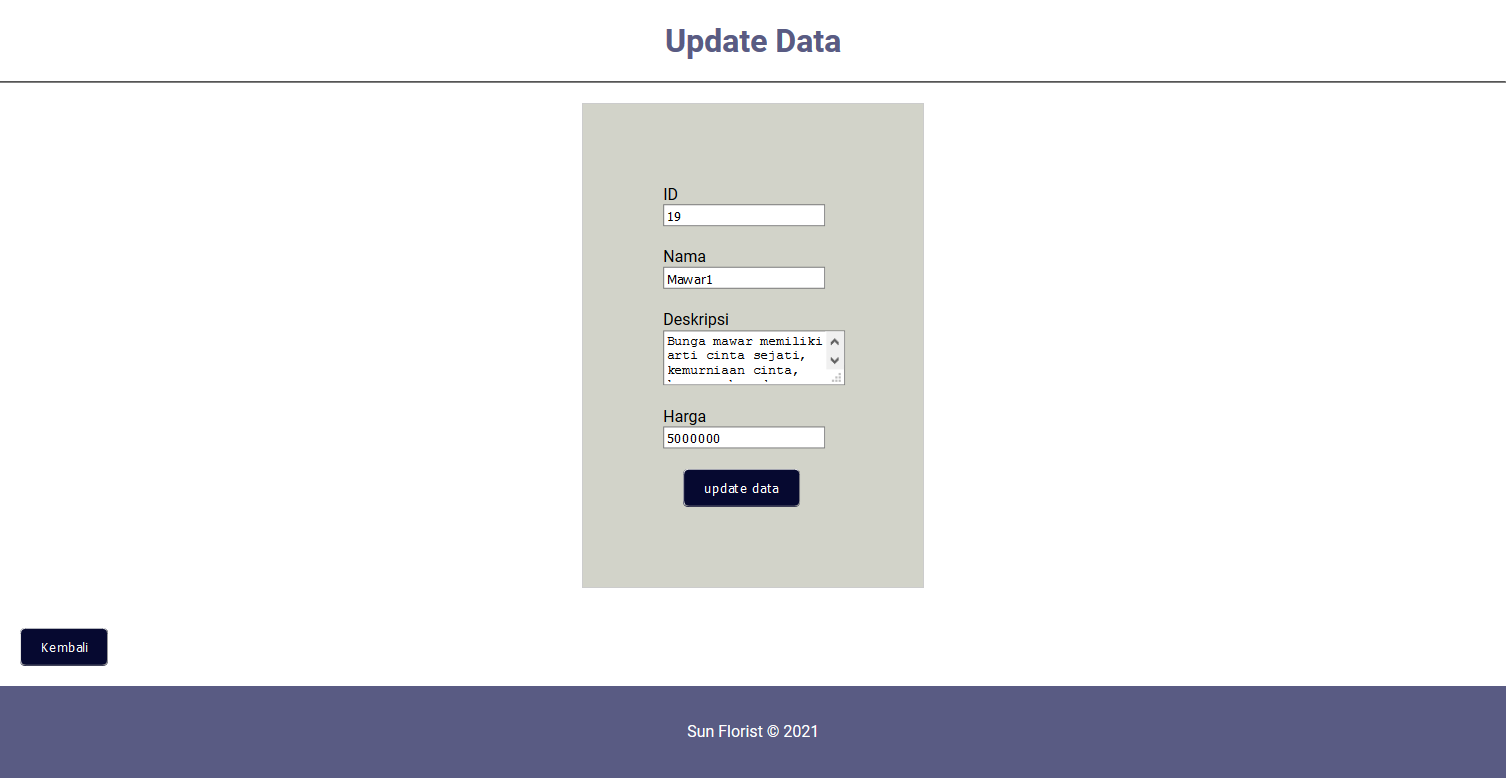 Update Data
ID
19
Nama
Mawar1
Deskripsi
Bunga mawar memiliki
arti cinta sejati,
kemurniaan cinta,
Harga
5000000
update data
Kembali
Sun Florist © 2021